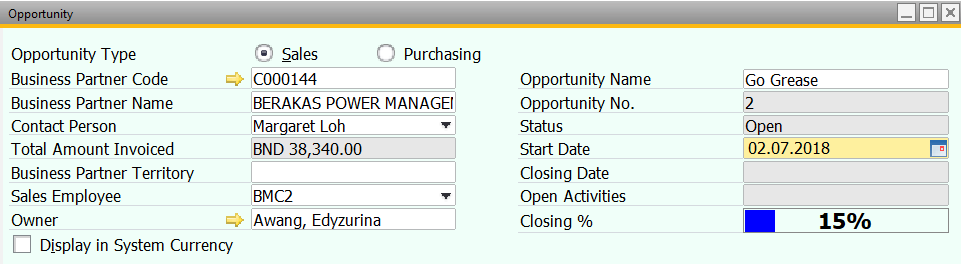 Opportunity
Opportunity Type Sales Purchasing
Business Partner Code C000144
Business Partner Name BERAKAS POWER
Contact Person Margaret Loh
Total Amount Invoiced BND 38,340.00
Business Partner Territory
Sales Employee BMC2
Owner Awang, Edyzurina
Display in System Currency
Opportunity Name Go Grease
Opportunity No. 2
Status Open
Start Date 02.07.2018
Closing Date
Open Activities
Closing % 15%